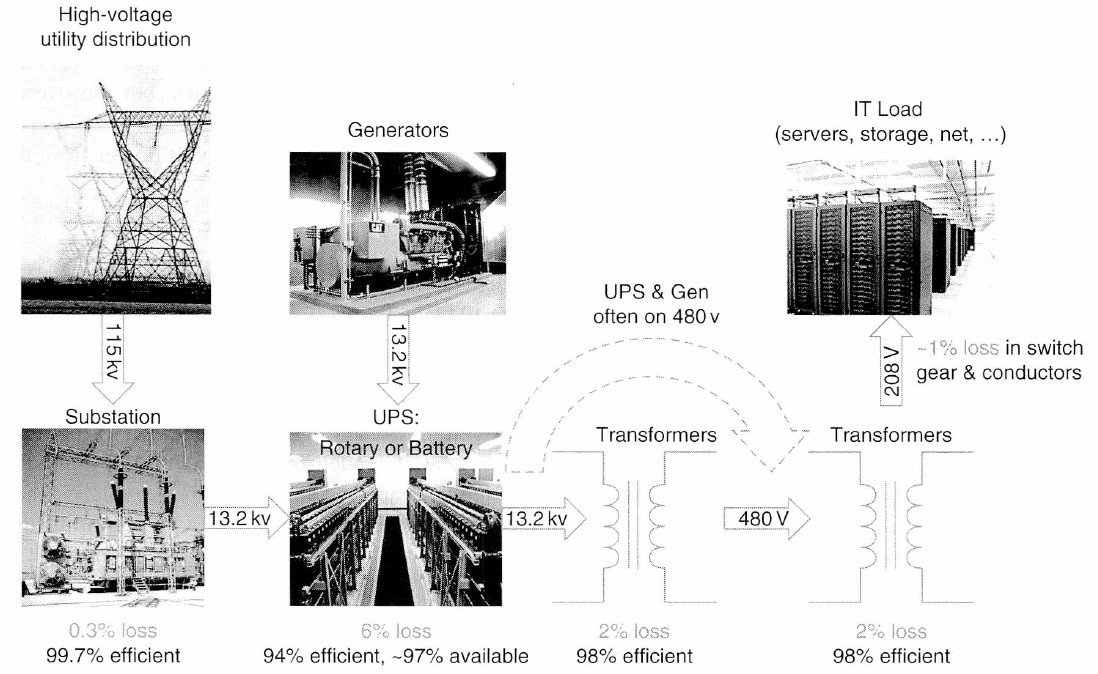 High-voltage
utility distribution
Generators
IT Load
(servers, storage, net, …)
CAT
UPS & Gen
often on 480 v
115 kv
13.2 kv
208 V
~1% loss in switch
gear & conductors
Substation
UPS:
Rotary or Battery
Transformers
Transformers
13.2 kv
13.2 kv
480 V
0.3% loss
99.7% efficient
6% loss
94% efficient, ~97% available
2% loss
98% efficient
2% loss
98% efficient